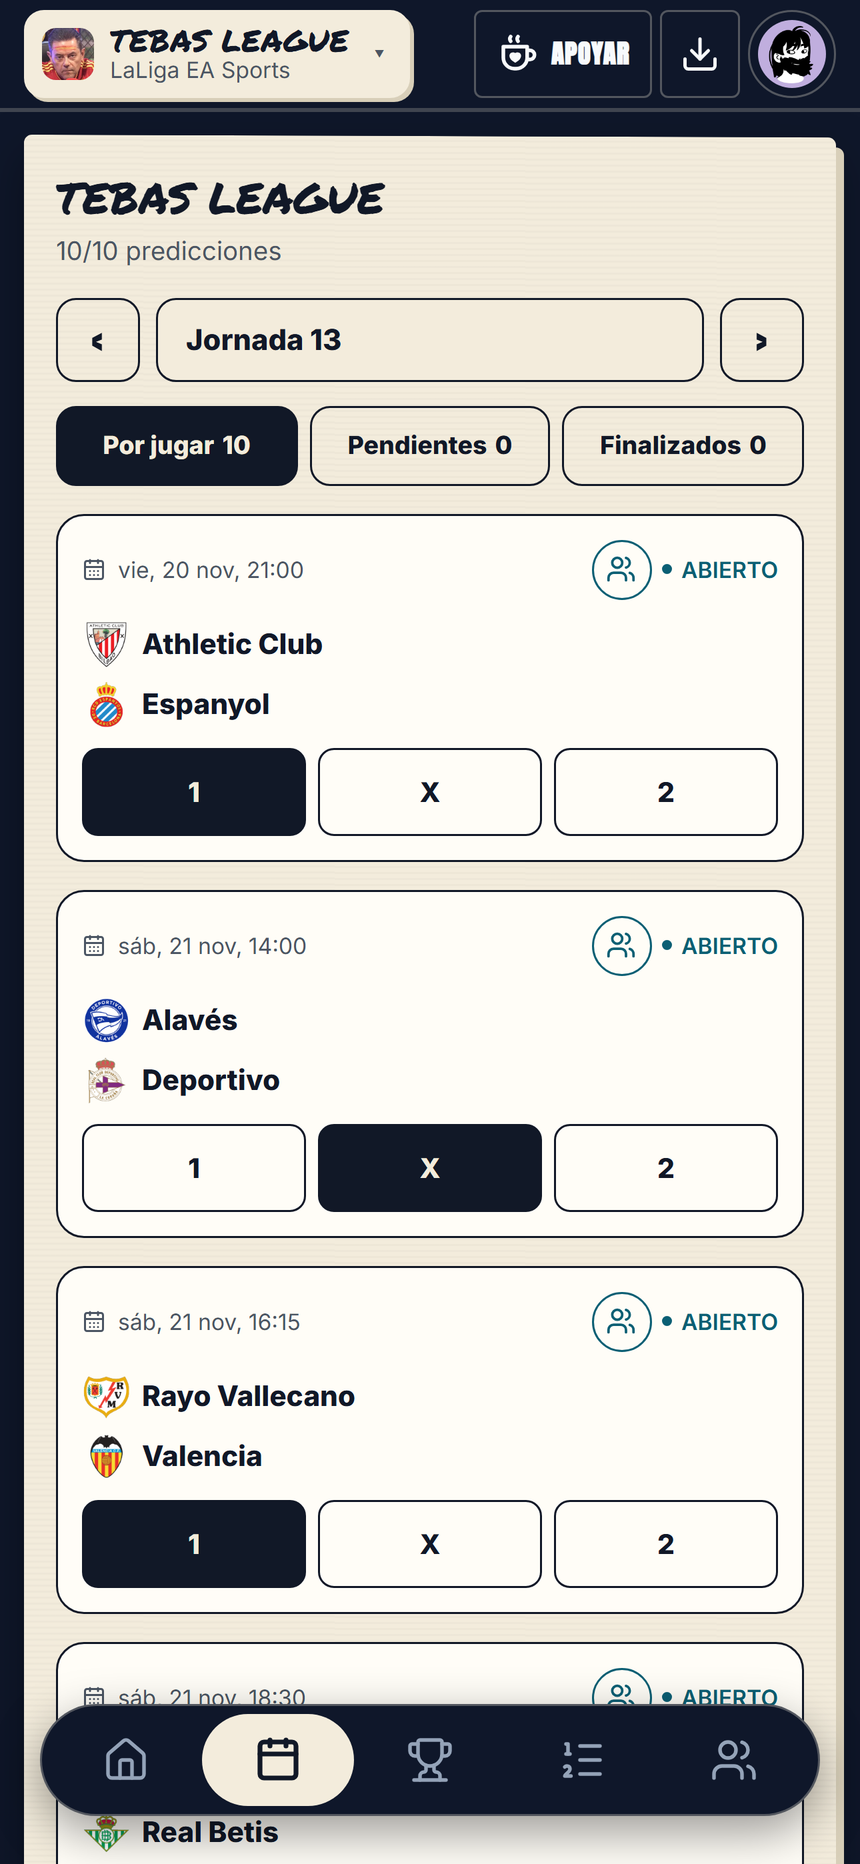 TEBAS LEAGUE
LaLiga EA Sports
APOYAR
TEBAS LEAGUE
10/10 predicciones
Jornada 13
Por jugar 10
Pendientes 0
Finalizados 0
vie, 20 nov, 21:00
ABIERTO
Athletic Club
Espanyol
1
X
2
sáb, 21 nov, 14:00
ABIERTO
Alavés
Deportivo
1
X
2
sáb, 21 nov, 16:15
ABIERTO
Rayo Vallecano
Valencia
1
X
2
sáb, 21 nov, 18:30
ABIERTO
Real Betis